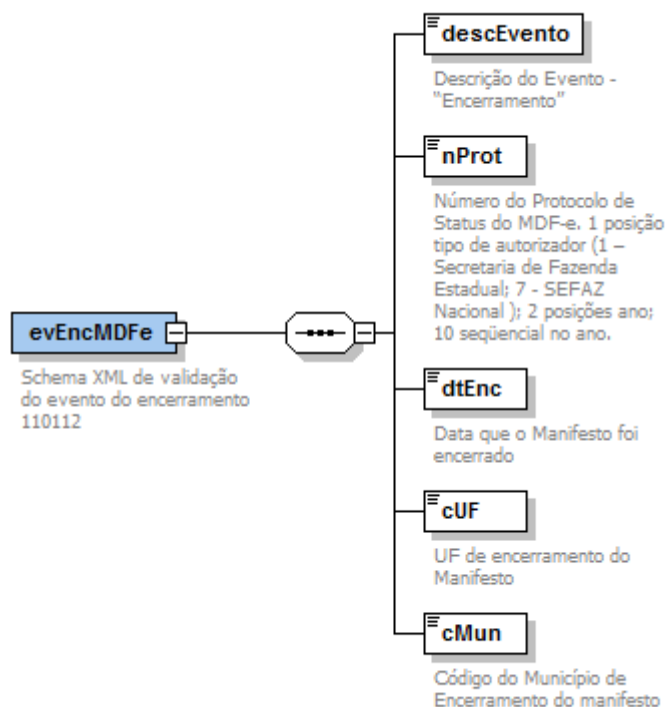 descEvento
Descrição do Evento -
"Encerramento"
nProt
Número do Protocolo de
Status do MDF-e. 1 posição
tipo de autorizador (1 –
Secretaria de Fazenda
Estadual; 7 - SEFAZ
Nacional ); 2 posições ano;
10 seqüencial no ano.
evEncMDFe
Schema XML de validação
do evento do encerramento
110112
dtEnc
Data que o Manifesto foi
encerrado
cUF
UF de encerramento do
Manifesto
cMun
Código do Município de
Encerramento do manifesto